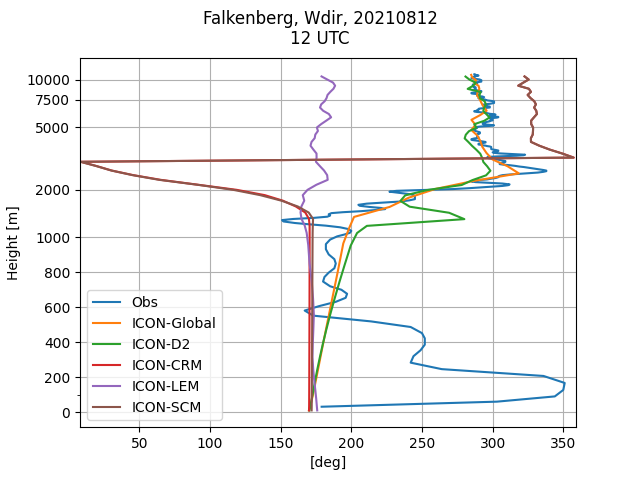 Falkenberg, Wdir, 20210812
12 UTC
10000
7500
5000
2000
1000
800
600
400
200
0
Height [m]
Obs
ICON-Global
ICON-D2
ICON-CRM
ICON-LEM
ICON-SCM
50 100 150 200 250 300 350
[deg]